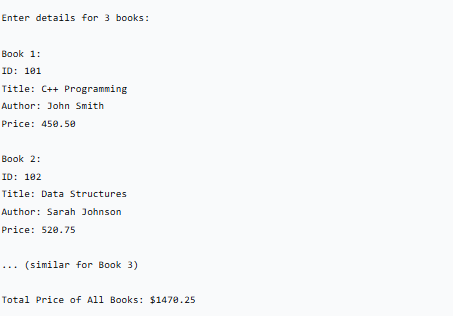 Enter details for 3 books:
Book 1:
ID: 101
Title: C++ Programming
Author: John Smith
Price: 450.50
Book 2:
ID: 102
Title: Data Structures
Author: Sarah Johnson
Price: 520.75
... (similar for Book 3)
Total Price of All Books: $1470.25